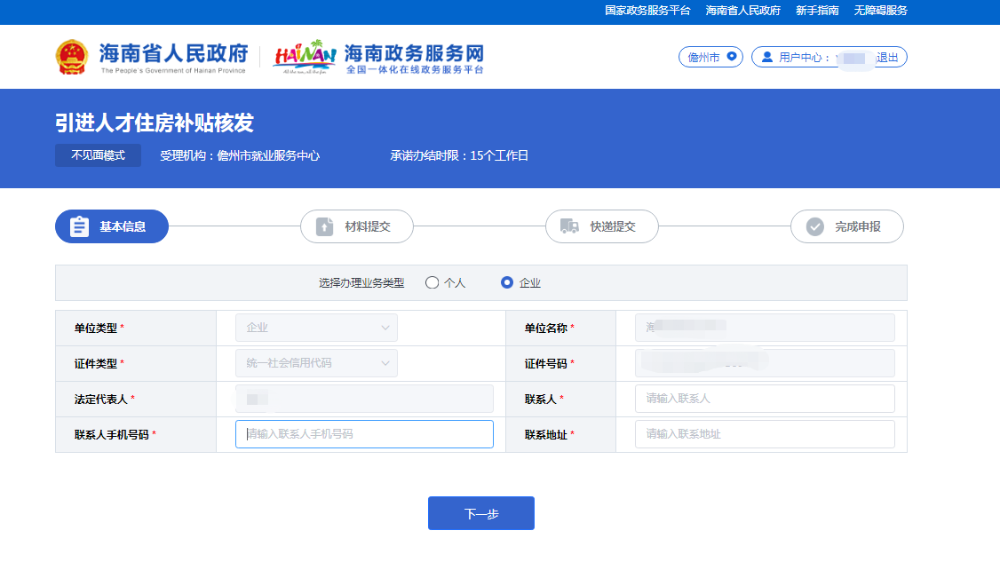 国家政务服务平台 海南省人民政府 新手指南 无障碍服务
海南省人民政府
The People's Government of Hainan Province
HAINAN
海南政务服务网
全国一体化在线政务服务平台
儋州市
用户中心： 退出
引进人才住房补贴核发
不见面模式 受理机构：儋州市就业服务中心 承诺办结时限：15个工作日
基本信息 材料提交 快递提交 完成申报
选择办理业务类型 个人 企业
单位类型* 企业 单位名称* 海
证件类型* 统一社会信用代码 证件号码*
法定代表人* 联系人* 请输入联系人
联系人手机号码* 请输入联系人手机号码 联系地址* 请输入联系地址
下一步